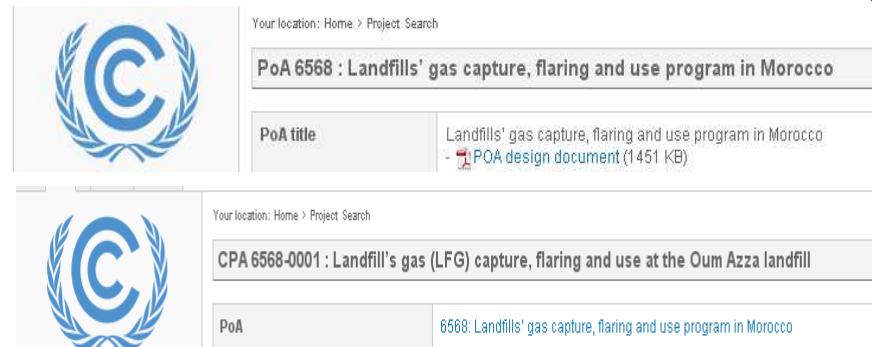 Your location: Home > Project Search
PoA 6568 : Landfills' gas capture, flaring and use program in Morocco
PoA title
Landfills' gas capture, flaring and use program in Morocco
- POA design document (1451 KB)
Your location: Home > Project Search
CPA 6568-0001 : Landfill's gas (LFG) capture, flaring and use at the Oum Azza landfill
PoA
6568: Landfills' gas capture, flaring and use program in Morocco